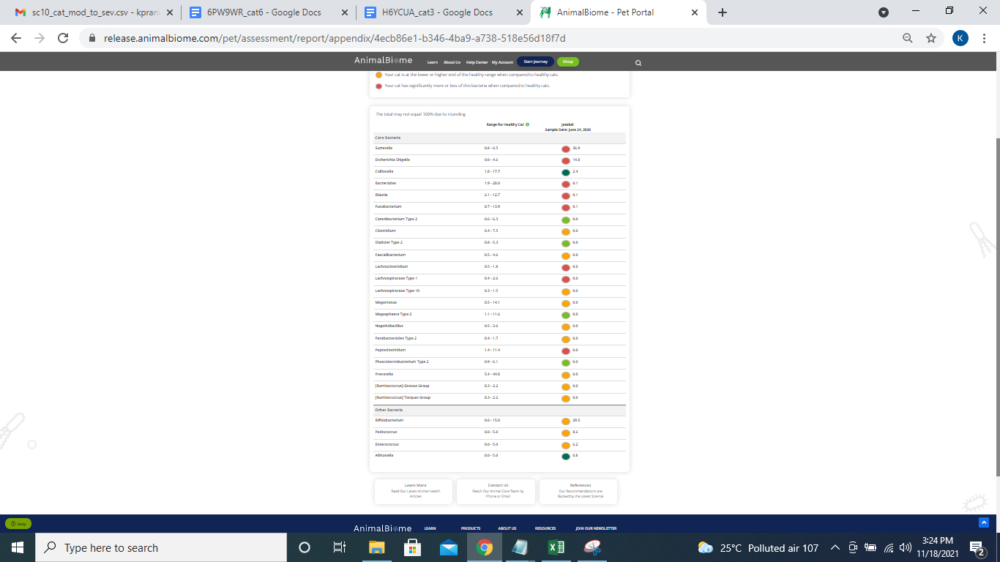 sc10_cat_mod_to_sev.csv - kpran
6PW9WR_cat6 - Google Docs
H6YCUA_cat3 - Google Docs
AnimalBiome - Pet Portal
release.animalbiome.com/pet/assessment/report/appendix/4ecb86e1-b346-4ba9-a738-518e56d18f7d
K
AnimalBiome Learn About Us Help Center My Account Start Journey Shop
Your cat is at the lower or higher end of the healthy range when compared to healthy cats.
Your cat has significantly more or less of this bacteria when compared to healthy cats.
The total may not equal 100% due to rounding
Range for Healthy Cat Jezebel
Sample Date: June 24, 2020
Core Bacteria
Sutterella 0.8 - 6.5 36.9
Escherichia Shigella 0.0 - 4.6 14.8
Collinsella 1.8 - 17.7 2.4
Bacteroides 1.9 - 20.0 0.1
Blautia 2.1 - 12.7 0.1
Fusobacterium 0.7 - 13.9 0.1
Catenibacterium Type 2 0.6 - 6.3 0.0
Clostridium 0.4 - 7.5 0.0
Dialister Type 2 0.8 - 5.3 0.0
Faecalibacterium 0.5 - 4.6 0.0
Lachnoclostridium 0.5 - 1.8 0.0
Lachnospiraceae Type 1 0.4 - 2.6 0.0
Lachnospiraceae Type 10 0.3 - 1.5 0.0
Megamonas 0.5 - 14.1 0.0
Megasphaera Type 2 1.1 - 11.6 0.0
Negativibacillus 0.5 - 3.6 0.0
Parabacteroides Type 2 0.4 - 1.7 0.0
Peptoclostridium 1.4 - 11.4 0.0
Phascolarctobacterium Type 2 0.9 - 6.1 0.0
Prevotella 5.4 - 44.8 0.0
[Ruminococcus] Gnavus Group 0.3 - 2.2 0.0
[Ruminococcus] Torques Group 0.3 - 2.2 0.0
Other Bacteria
Bifidobacterium 0.0 - 15.0 29.5
Pediococcus 0.0 - 5.0 8.6
Enterococcus 0.0 - 5.0 6.2
Allisonella 0.0 - 5.0 0.8
Learn More
Read Our Latest Animal Health
Articles
Contact Us
Reach Our Animal Care Team by
Phone or Email
References
Our Recommendations are
Backed by the Latest Science
Help
AnimalBiome LEARN PRODUCTS ABOUT US RESOURCES JOIN OUR NEWSLETTER
Type here to search
25°C Polluted air 107
3:24 PM
11/18/2021
2